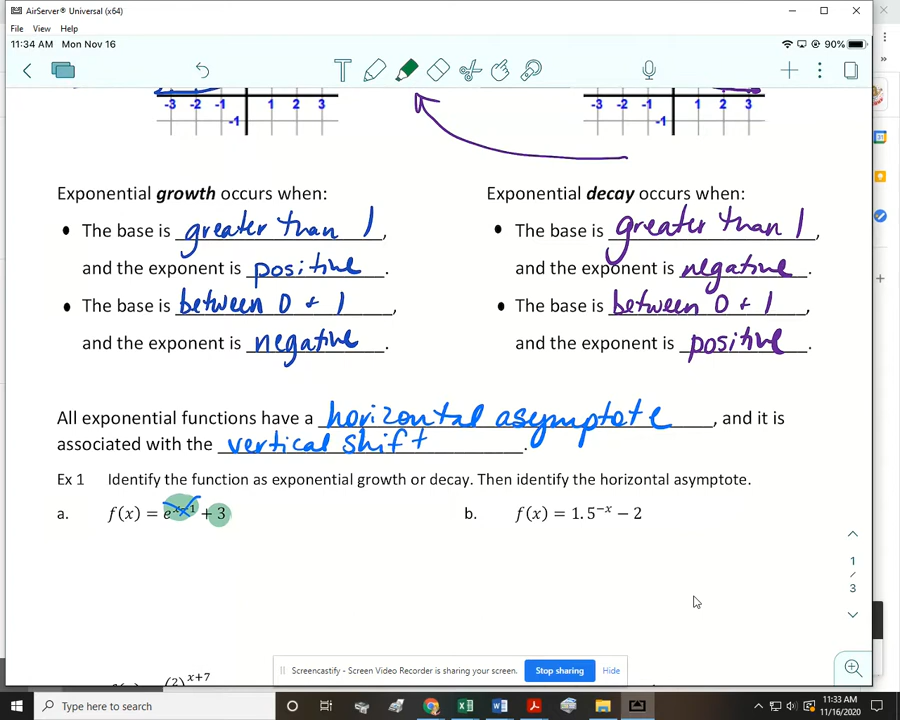 AirServer® Universal (x64)
File View Help
11:34 AM Mon Nov 16
90%
-3 -2 -1 1 2 3
-1
-3 -2 -1 1 2 3
-1
Exponential growth occurs when:
• The base is greater than 1,
and the exponent is positive.
• The base is between 0 + 1,
and the exponent is negative.
Exponential decay occurs when:
• The base is greater than 1,
and the exponent is negative.
• The base is between 0 + 1,
and the exponent is positive.
All exponential functions have a horizontal asymptote, and it is
associated with the vertical shift.
Ex 1 Identify the function as exponential growth or decay. Then identify the horizontal asymptote.
a. f(x) = e^{x-1} + 3
b. f(x) = 1.5^{-x} − 2
1
/
3
Screencastify - Screen Video Recorder is sharing your screen. Stop sharing Hide
(2)^{x+7}
Type here to search
11:33 AM
11/16/2020